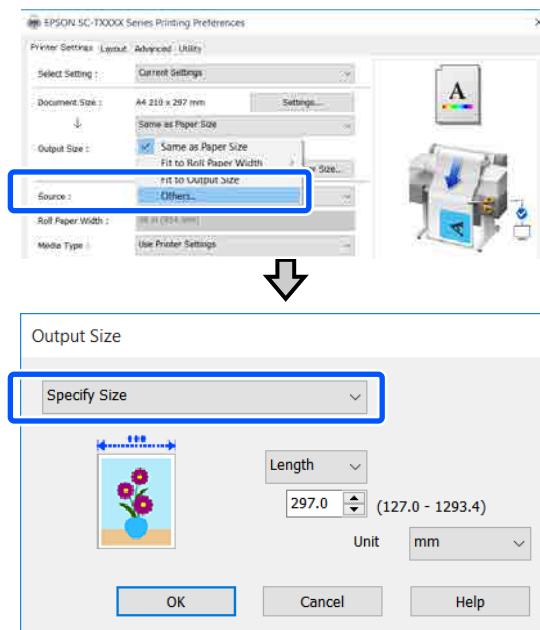 EPSON SC-TXXXX Series Printing Preferences
Printer Settings Layout Advanced Utility
Select Setting : Current Settings
Document Size : A4 210 x 297 mm Settings...
Same as Paper Size
Output Size : Same as Paper Size
Fit to Roll Paper Width
Size...
Fit to Output Size
Source : Others...
Roll Paper Width :
Media Type : Use Printer Settings
A
A
Output Size
Specify Size
Length
297.0 (127.0 - 1293.4)
Unit mm
OK Cancel Help